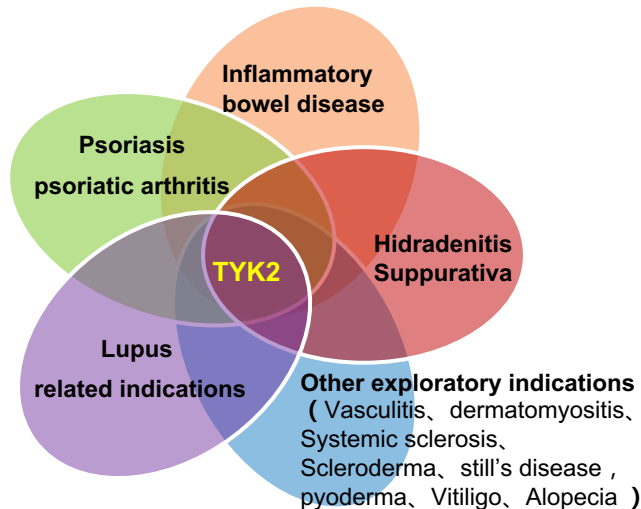 Inflammatory
bowel disease
Psoriasis
psoriatic arthritis
Hidradenitis
Suppurativa
TYK2
Lupus
related indications
Other exploratory indications
( Vasculitis、dermatomyositis、
Systemic sclerosis、
Scleroderma、still's disease ,
pyoderma、Vitiligo、Alopecia )